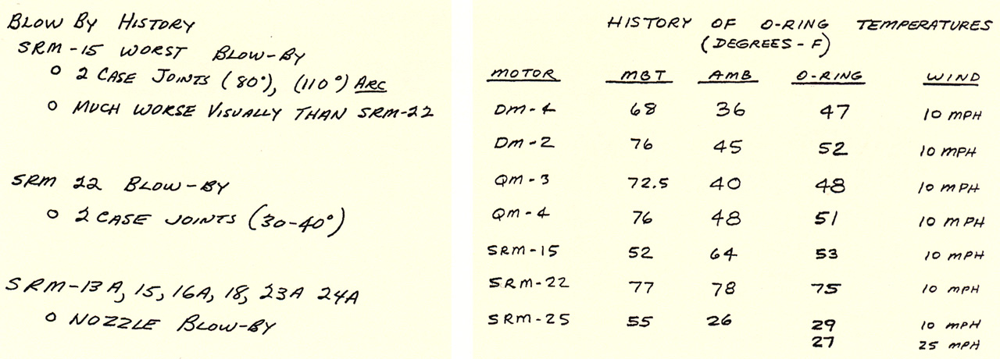 BLOW BY HISTORY
SRM-15 WORST BLOW-BY
o 2 CASE JOINTS (80°), (110°) ARC
o MUCH WORSE VISUALLY THAN SRM-22
SRM 22 BLOW-BY
o 2 CASE JOINTS (30-40°)
SRM-13A, 15, 16A, 18, 23A 24A
o NOZZLE BLOW-BY
HISTORY OF O-RING TEMPERATURES
(DEGREES-F)
MOTOR MBT AMB O-RING WIND
DM-4 68 36 47 10 MPH
DM-2 76 45 52 10 MPH
QM-3 72.5 40 48 10 MPH
QM-4 76 48 51 10 MPH
SRM-15 52 64 53 10 MPH
SRM-22 77 78 75 10 MPH
SRM-25 55 26 29 10 MPH
27 25 MPH